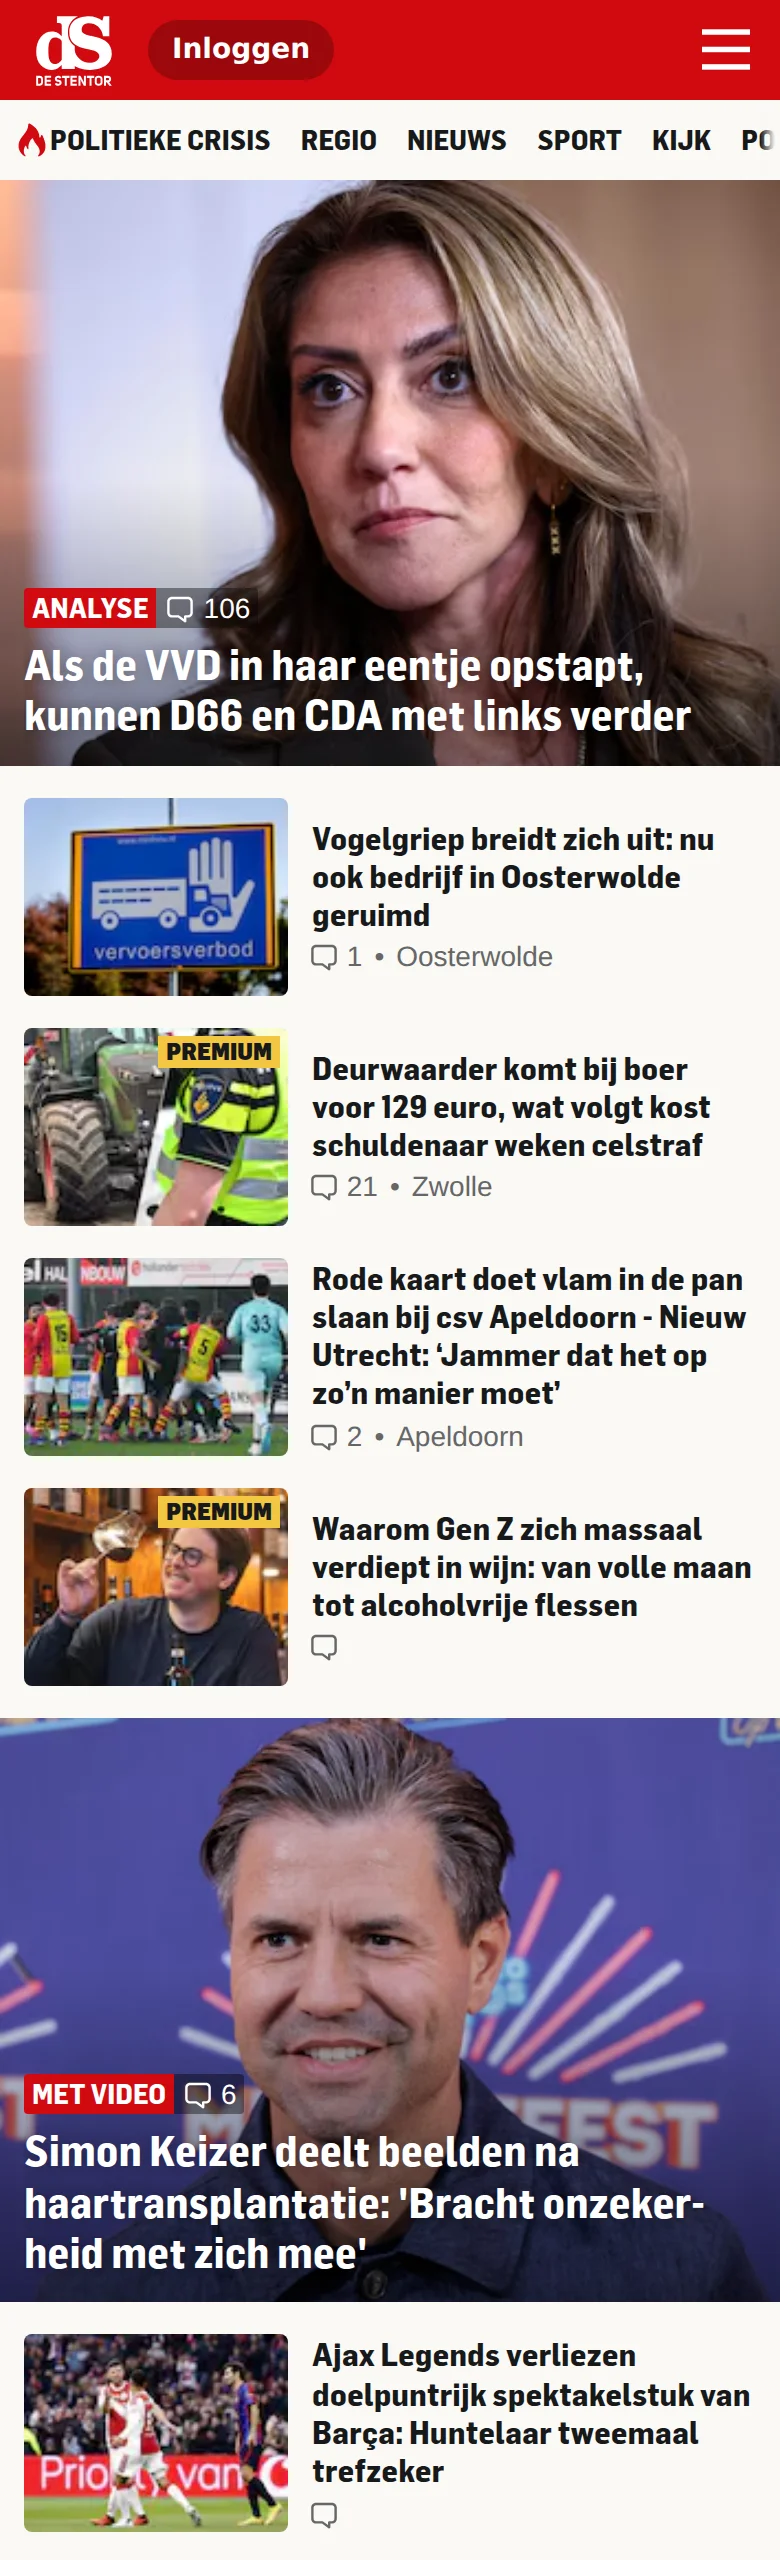 dS
DE STENTOR
Inloggen
POLITIEKE CRISIS REGIO NIEUWS SPORT KIJK PO
ANALYSE 106
Als de VVD in haar eentje opstapt,
kunnen D66 en CDA met links verder
vervoersverbod
Vogelgriep breidt zich uit: nu
ook bedrijf in Oosterwolde
geruimd
1 • Oosterwolde
PREMIUM
Deurwaarder komt bij boer
voor 129 euro, wat volgt kost
schuldenaar weken celstraf
21 • Zwolle
15
5
33
Rode kaart doet vlam in de pan
slaan bij csv Apeldoorn - Nieuw
Utrecht: ‘Jammer dat het op
zo’n manier moet’
2 • Apeldoorn
PREMIUM
Waarom Gen Z zich massaal
verdiept in wijn: van volle maan
tot alcoholvrije flessen
MET VIDEO 6
Simon Keizer deelt beelden na
haartransplantatie: 'Bracht onzeker-
heid met zich mee'
van
Ajax Legends verliezen
doelpuntrijk spektakelstuk van
Barça: Huntelaar tweemaal
trefzeker